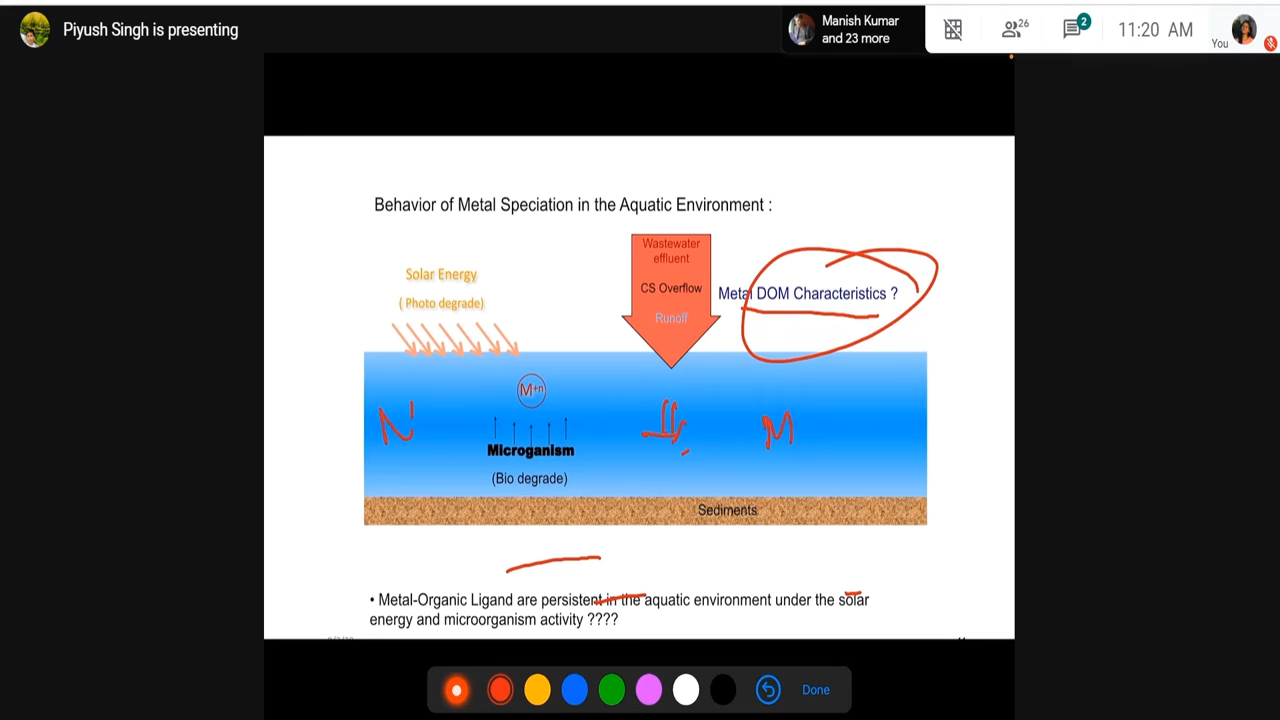 Piyush Singh is presenting
Manish Kumar
and 23 more
26
2
11:20 AM
You
Behavior of Metal Speciation in the Aquatic Environment :
Wastewater
effluent
Solar Energy
CS Overflow
Metal DOM Characteristics ?
( Photo degrade)
Runoff
M+n
N
M
Microganism
(Bio degrade)
Sediments
• Metal-Organic Ligand are persistent in the aquatic environment under the solar
energy and microorganism activity ????
Done